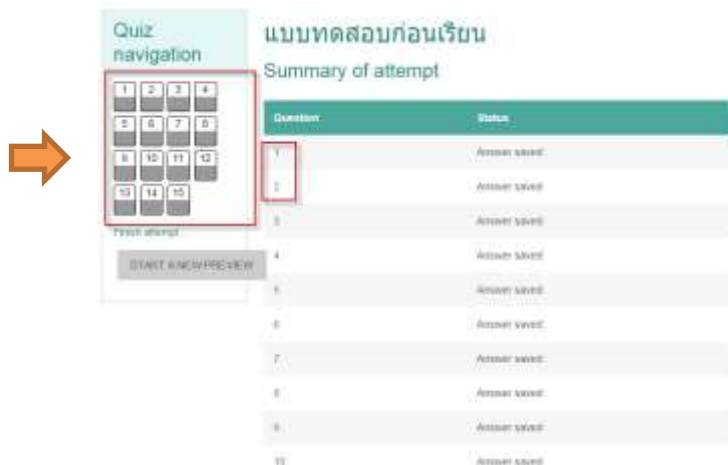 Quiz
navigation
1 2 3 4
5 6 7 8
9 10 11 12
13 14 15
Finish attempt
START A NEW PREVIEW
แบบทดสอบก่อนเรียน
Summary of attempt
Question Status
1 Answer saved
2 Answer saved
3 Answer saved
4 Answer saved
5 Answer saved
6 Answer saved
7 Answer saved
8 Answer saved
9 Answer saved
10 Answer saved